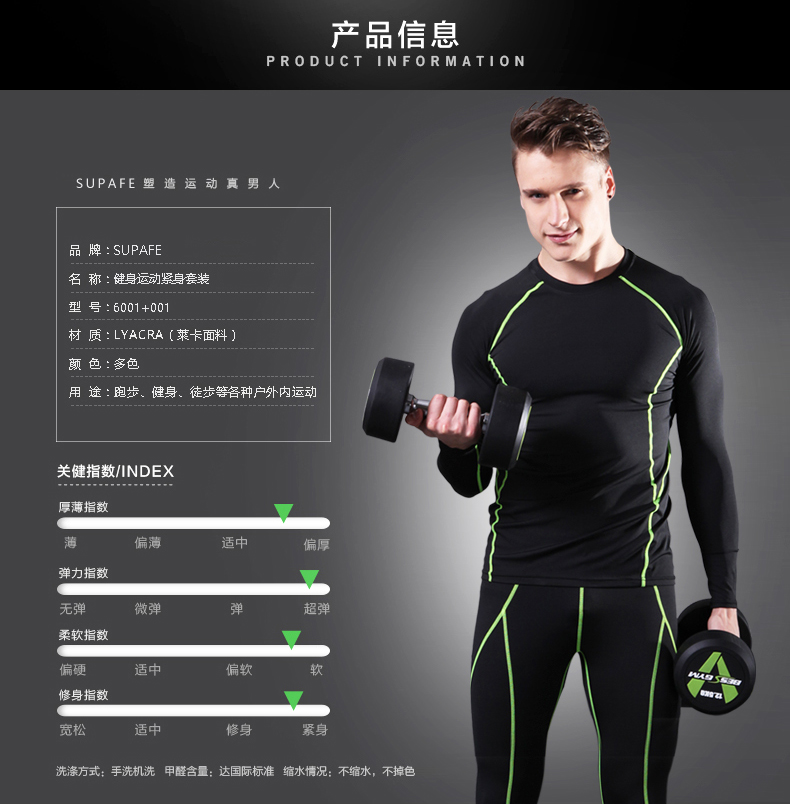 产品信息
PRODUCT INFORMATION
SUPAFE 塑造运动真男人
品 牌：SUPAFE
名 称：健身运动紧身套装
型 号：6001+001
材 质：LYACRA（莱卡面料）
颜 色：多色
用 途：跑步、健身、徒步等各种户外内运动
关健指数/INDEX
厚薄指数
薄 偏薄 适中 偏厚
弹力指数
无弹 微弹 弹 超弹
柔软指数
偏硬 适中 偏软 软
修身指数
宽松 适中 修身 紧身
洗涤方式：手洗机洗 甲醛含量：达国际标准 缩水情况：不缩水，不掉色
12.5KG